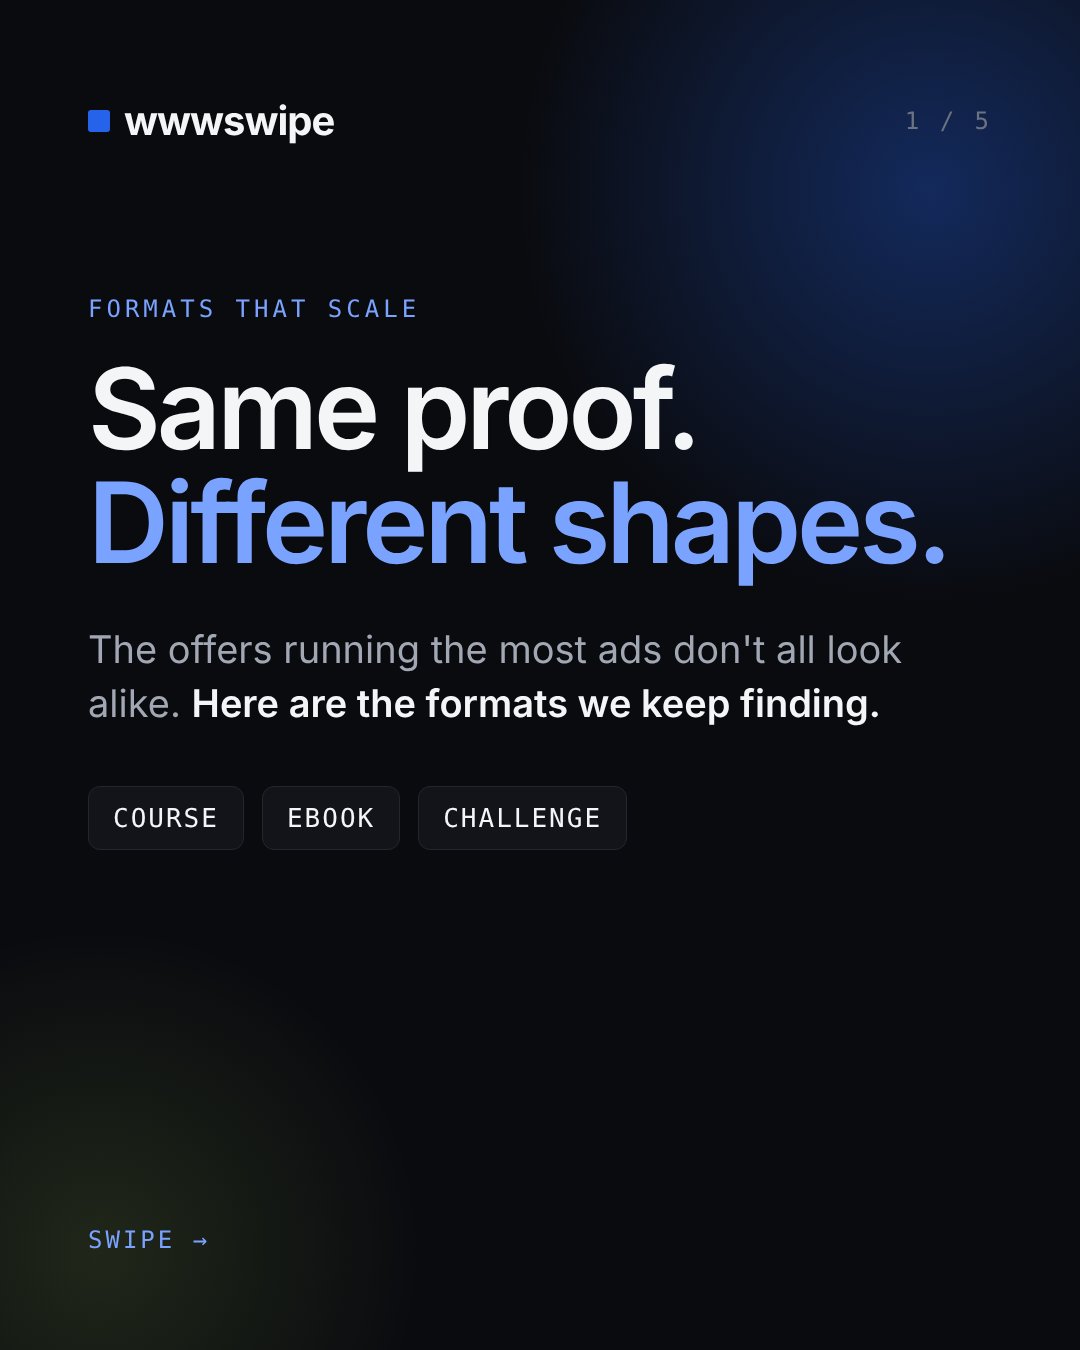 wwwswipe
1 / 5
FORMATS THAT SCALE
Same proof.
Different shapes.
The offers running the most ads don't all look
alike. Here are the formats we keep finding.
COURSE
EBOOK
CHALLENGE
SWIPE →